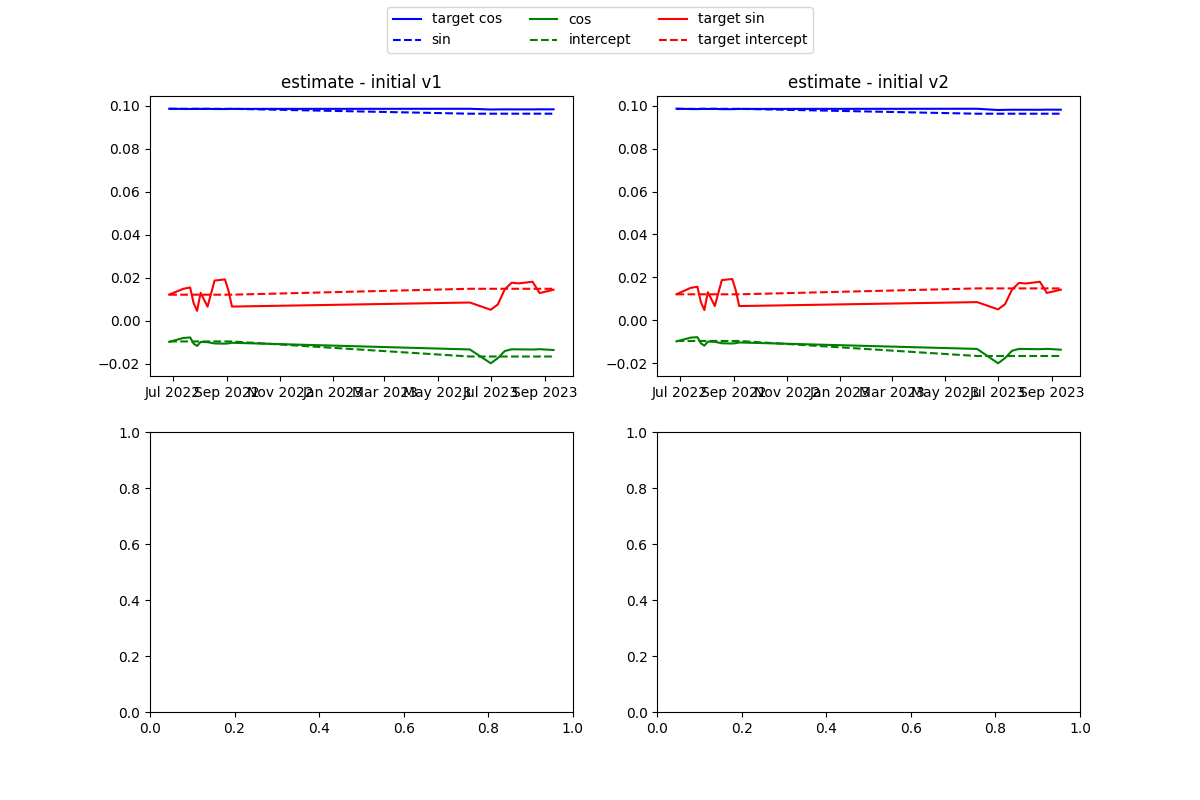 target cos cos target sin
sin intercept target intercept
estimate - initial v1 estimate - initial v2
0.10 0.10
0.08 0.08
0.06 0.06
0.04 0.04
0.02 0.02
0.00 0.00
−0.02 −0.02
Jul 2022 Sep 2022 Nov 2022 Jan 2023 Mar 2023 May 2023 Jul 2023 Sep 2023 Jul 2022 Sep 2022 Nov 2022 Jan 2023 Mar 2023 May 2023 Jul 2023 Sep 2023
1.0 1.0
0.8 0.8
0.6 0.6
0.4 0.4
0.2 0.2
0.0 0.0
0.0 0.2 0.4 0.6 0.8 1.0 0.0 0.2 0.4 0.6 0.8 1.0